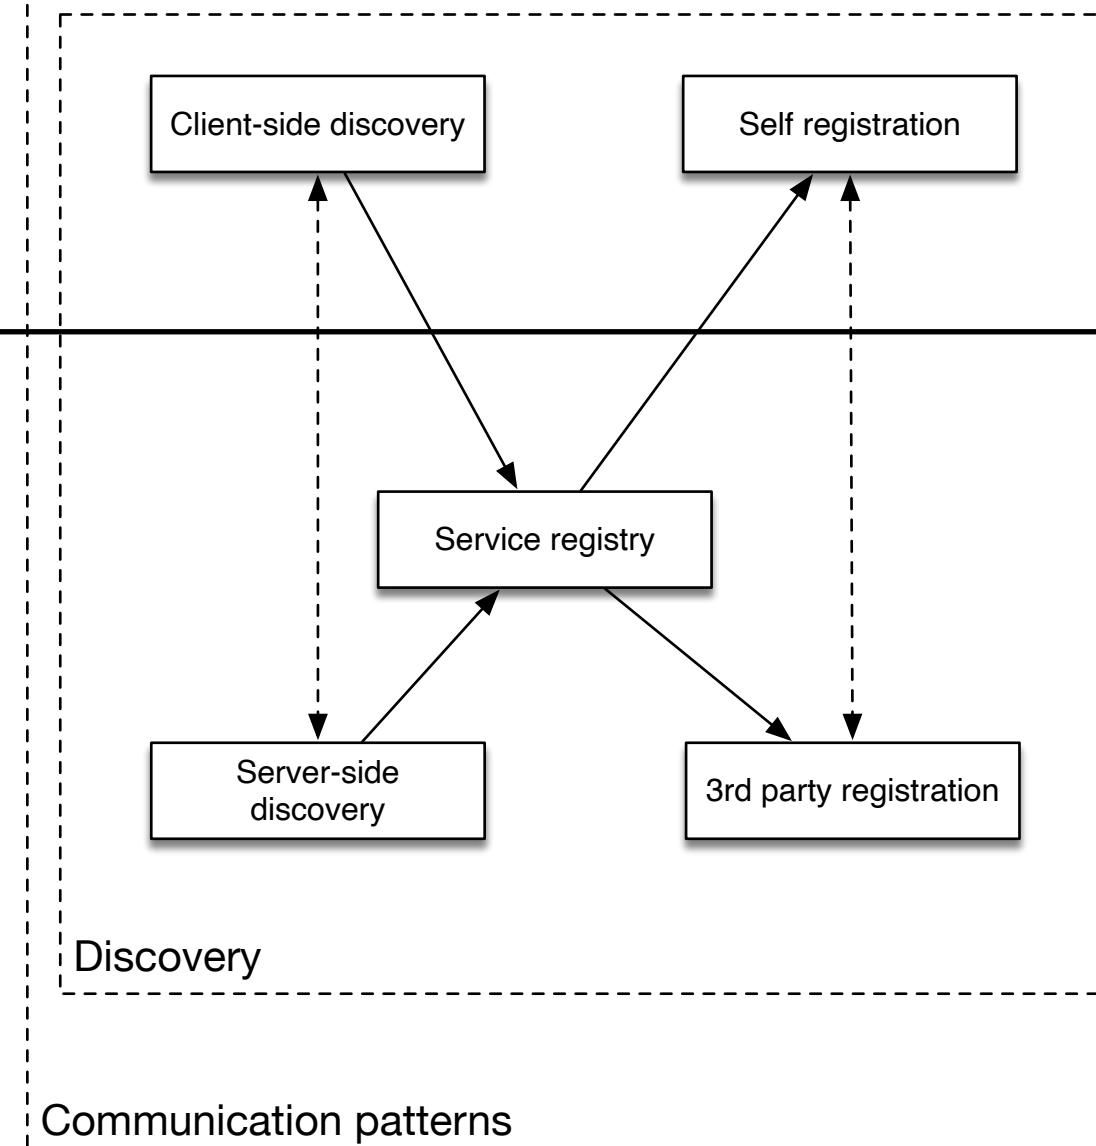 Client-side discovery
Self registration
Service registry
Server-side
discovery
3rd party registration
Discovery
Communication patterns